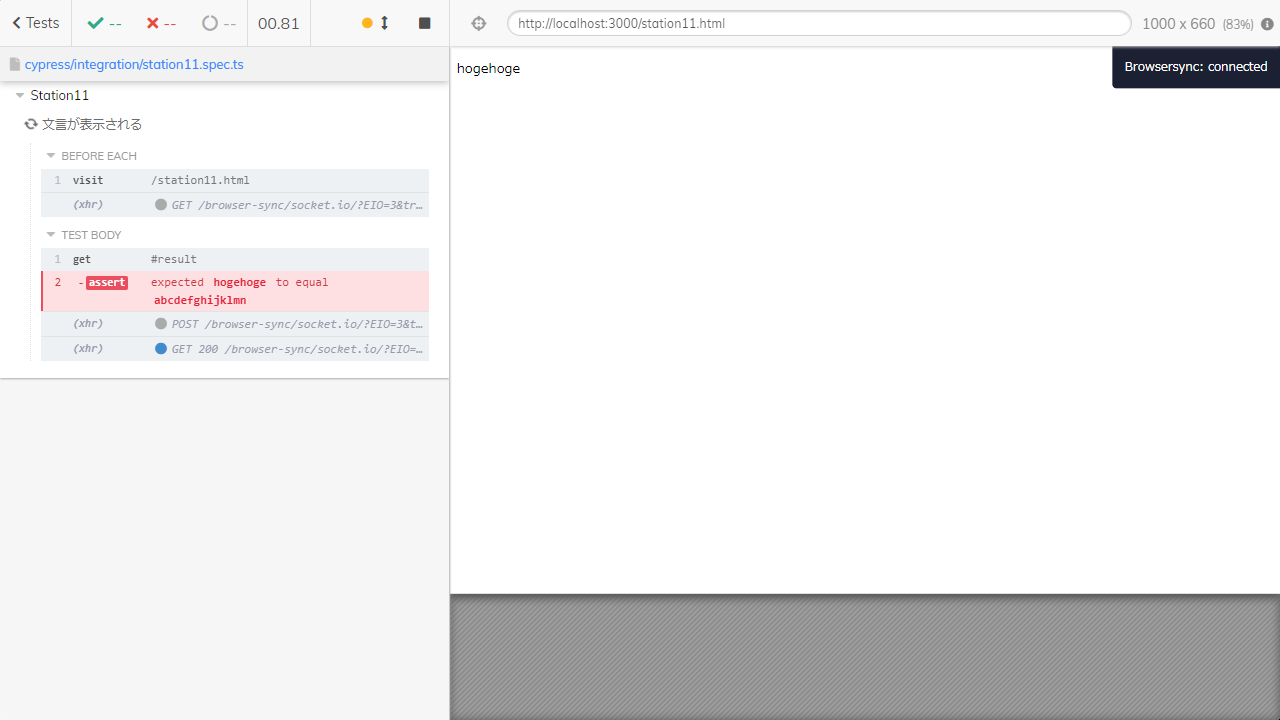 Tests -- -- -- 00.81
http://localhost:3000/station11.html 1000 x 660 (83%)
cypress/integration/station11.spec.ts
Station11
文言が表示される
BEFORE EACH
1 visit /station11.html
(xhr) GET /browser-sync/socket.io/?EIO=3&tr…
TEST BODY
1 get #result
2 -assert expected hogehoge to equal
abcdefghijklmn
(xhr) POST /browser-sync/socket.io/?EIO=3&t…
(xhr) GET 200 /browser-sync/socket.io/?EIO=…
hogehoge
Browsersync: connected